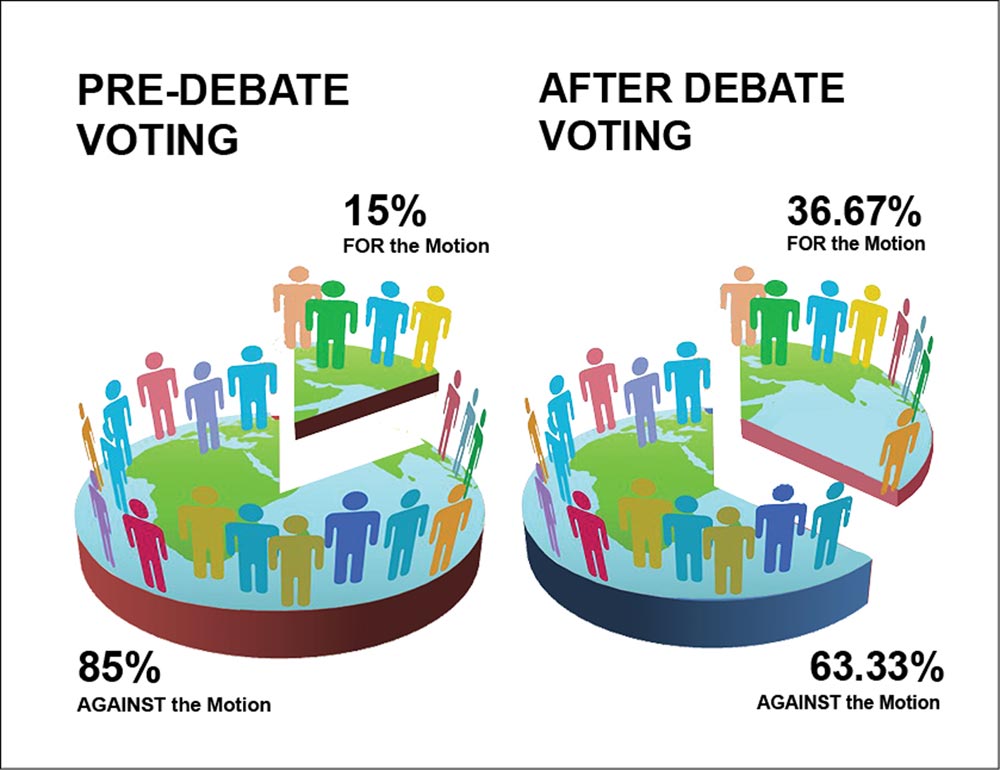 PRE-DEBATE
VOTING
15%
FOR the Motion
85%
AGAINST the Motion
AFTER DEBATE
VOTING
36.67%
FOR the Motion
63.33%
AGAINST the Motion